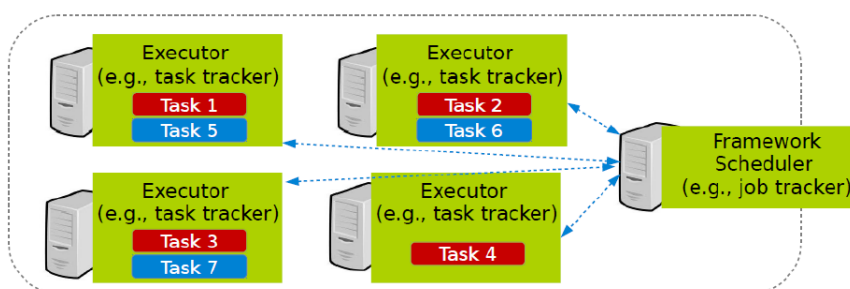 Executor
(e.g., task tracker)
Task 1
Task 5
Executor
(e.g., task tracker)
Task 2
Task 6
Framework
Scheduler
(e.g., job tracker)
Executor
(e.g., task tracker)
Task 3
Task 7
Executor
(e.g., task tracker)
Task 4